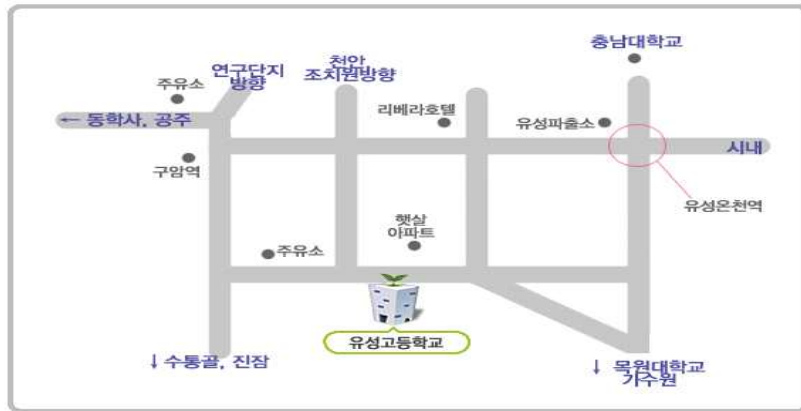 충남대학교
연구단지
방향
천안
조치원방향
주유소
리베라호텔
유성파출소
← 동학사, 공주
시내
구암역
유성온천역
햇살
아파트
주유소
유성고등학교
↓ 수통골, 진잠
↓ 목원대학교
가수원